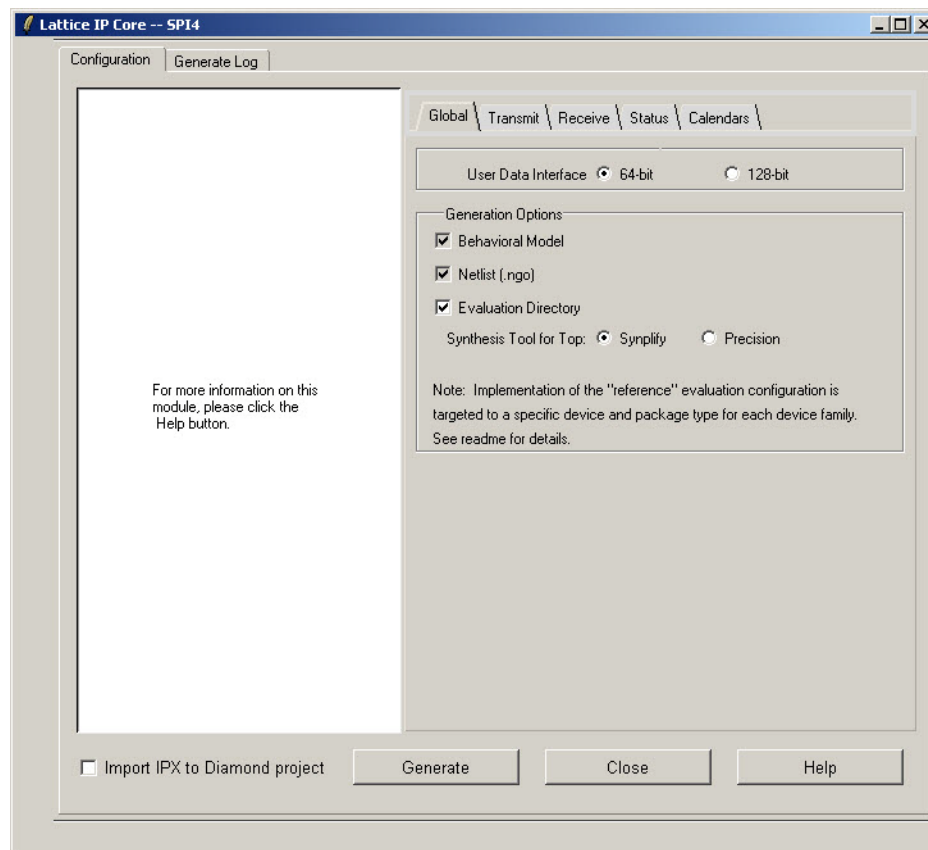 Lattice IP Core -- SPI4
Configuration Generate Log
For more information on this
module, please click the
Help button.
Global Transmit Receive Status Calendars
User Data Interface 64-bit 128-bit
Generation Options
Behavioral Model
Netlist (.ngo)
Evaluation Directory
Synthesis Tool for Top: Synplify Precision
Note: Implementation of the "reference" evaluation configuration is
targeted to a specific device and package type for each device family.
See readme for details.
Import IPX to Diamond project Generate Close Help